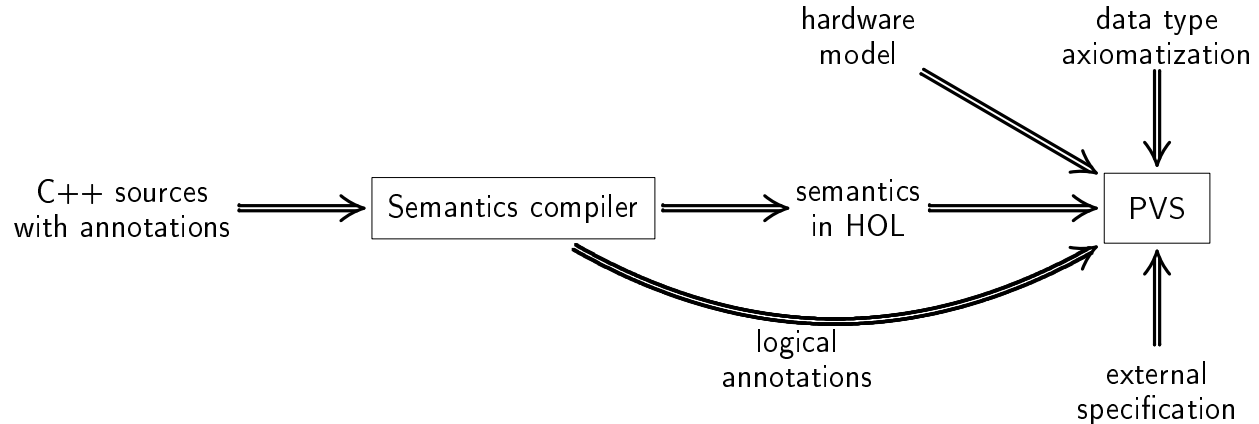 hardware
model
data type
axiomatization
C++ sources
with annotations
Semantics compiler
semantics
in HOL
PVS
logical
annotations
external
specification